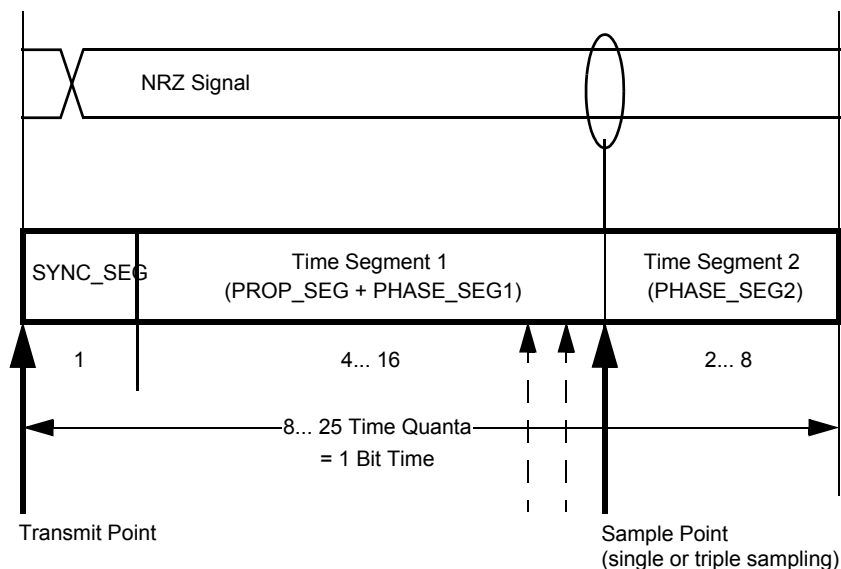 NRZ Signal
SYNC_SEG
Time Segment 1
(PROP_SEG + PHASE_SEG1)
Time Segment 2
(PHASE_SEG2)
1
4... 16
2... 8
8... 25 Time Quanta
= 1 Bit Time
Transmit Point
Sample Point
(single or triple sampling)